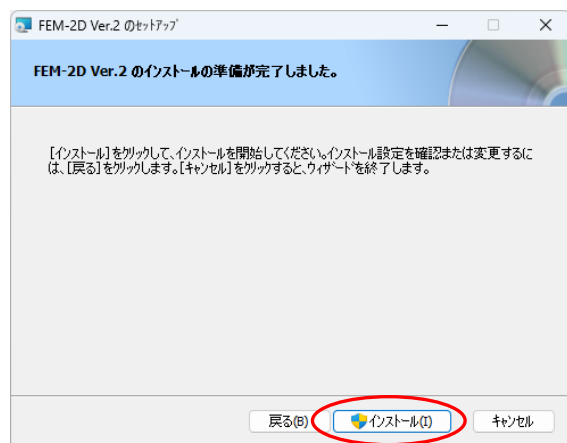 FEM-2D Ver.2 のセットアップ
FEM-2D Ver.2 のインストールの準備が完了しました。
[インストール]をクリックして、インストールを開始してください。インストール設定を確認または変更するに
は、[戻る]をクリックします。[キャンセル]をクリックすると、ウィザードを終了します。
戻る(B) インストール(I) キャンセル